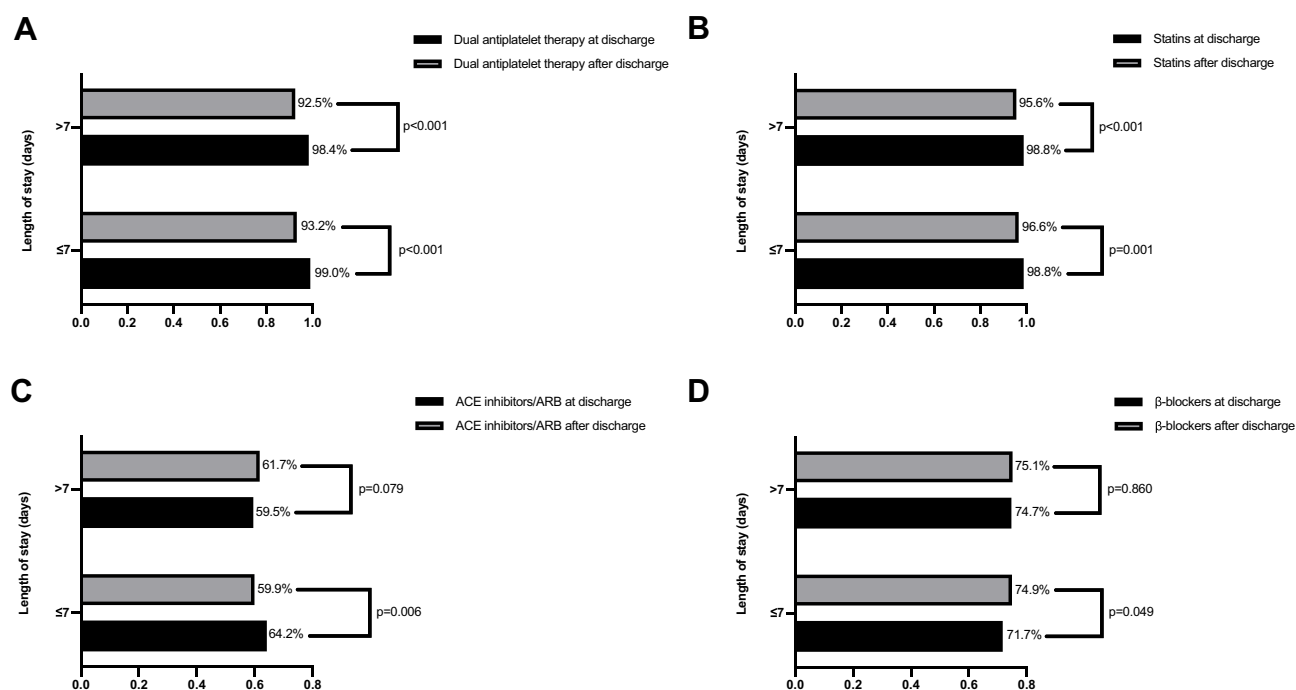 A
Dual antiplatelet therapy at discharge
Dual antiplatelet therapy after discharge
Length of stay (days)
>7
92.5%
p<0.001
98.4%
≤7
93.2%
p<0.001
99.0%
0.0 0.2 0.4 0.6 0.8 1.0
B
Statins at discharge
Statins after discharge
Length of stay (days)
>7
95.6%
p<0.001
98.8%
≤7
96.6%
p=0.001
98.8%
0.0 0.2 0.4 0.6 0.8 1.0
C
ACE inhibitors/ARB at discharge
ACE inhibitors/ARB after discharge
Length of stay (days)
>7
61.7%
p=0.079
59.5%
≤7
59.9%
p=0.006
64.2%
0.0 0.2 0.4 0.6 0.8
D
β-blockers at discharge
β-blockers after discharge
Length of stay (days)
>7
75.1%
p=0.860
74.7%
≤7
74.9%
p=0.049
71.7%
0.0 0.2 0.4 0.6 0.8